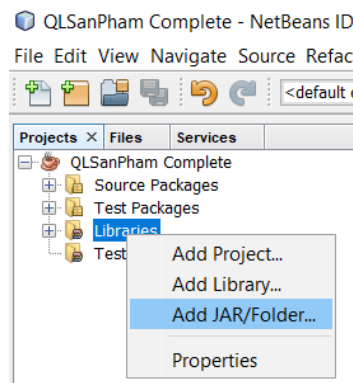 QLSanPham Complete - NetBeans ID
File Edit View Navigate Source Refac
<default
Projects × Files Services
QLSanPham Complete
Source Packages
Test Packages
Libraries
Test
Add Project...
Add Library...
Add JAR/Folder...
Properties